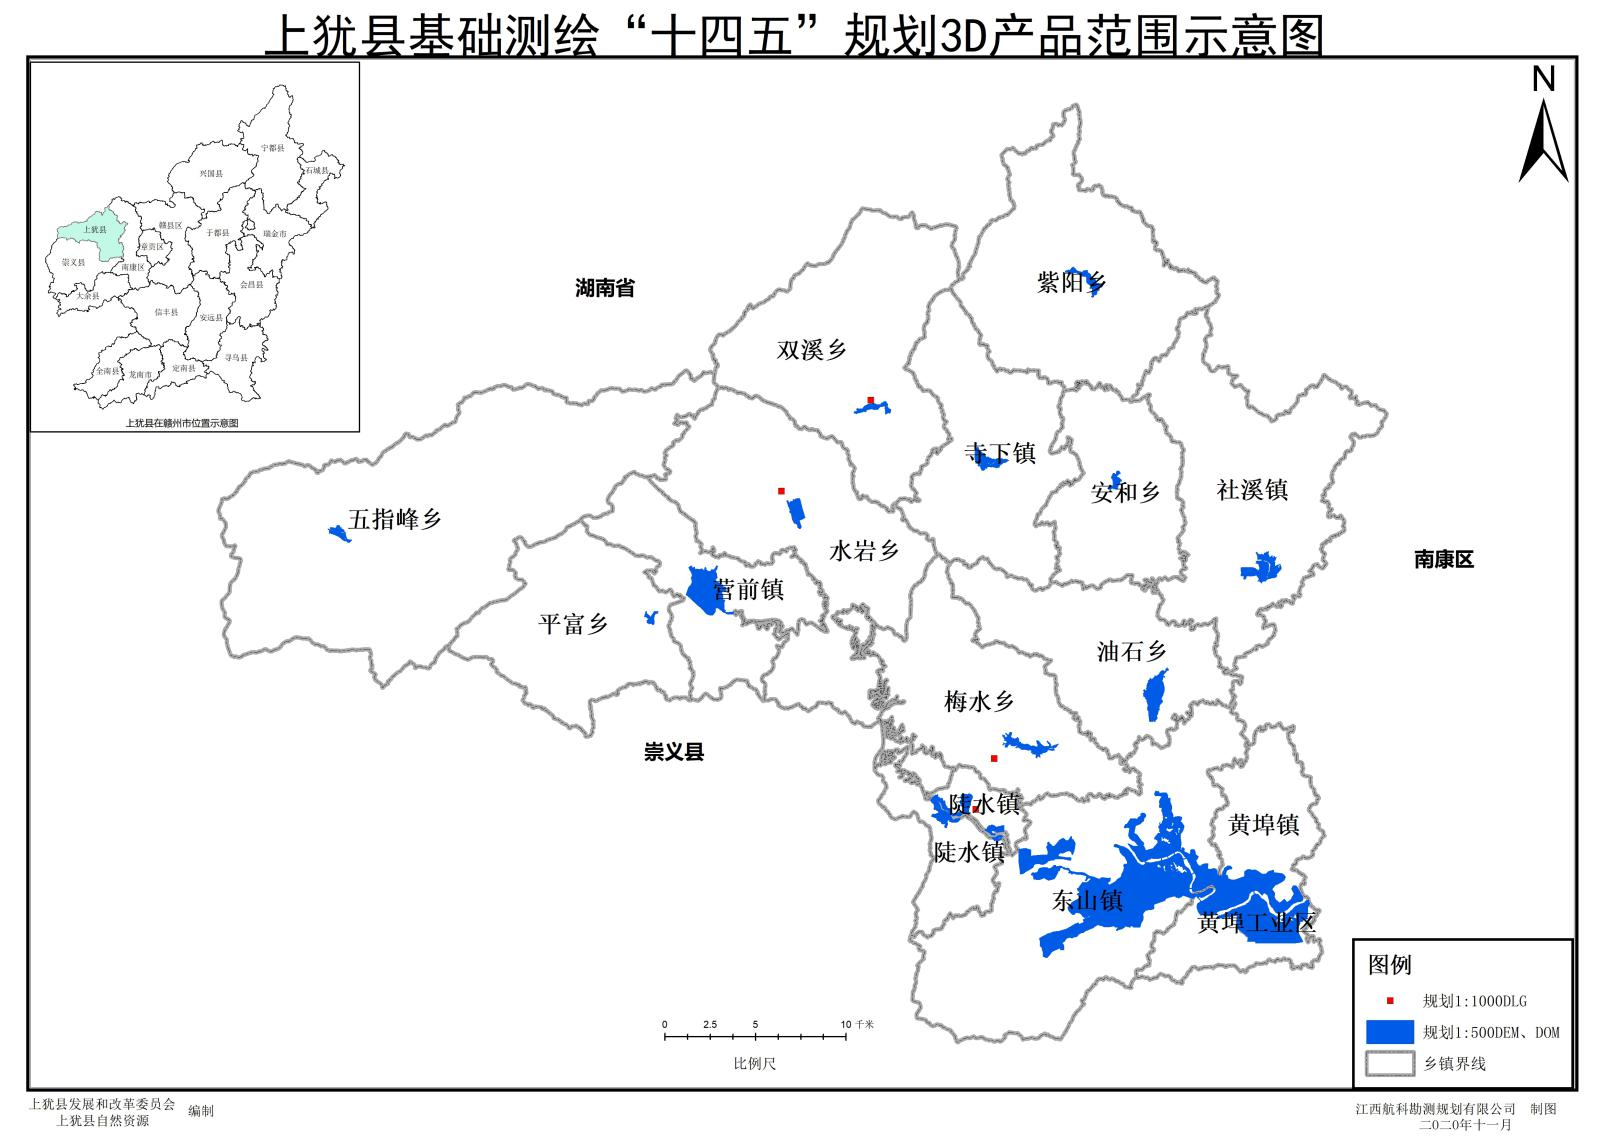 上犹县基础测绘“十四五”规划3D产品范围示意图
宁都县
石城县
兴国县
赣县区
上犹县
于都县
瑞金市
章贡区
崇义县
南康区
会昌县
大余县
信丰县
安远县
寻乌县
全南县
龙南市
定南县
上犹县在赣州市位置示意图
N
湖南省
紫阳乡
双溪乡
寺下镇
安和乡
社溪镇
五指峰乡
水岩乡
南康区
营前镇
平富乡
油石乡
梅水乡
崇义县
陡水镇
黄埠镇
陡水镇
东山镇
黄埠工业区
0 2.5 5 10 千米
比例尺
图例
规划1:1000DLG
规划1:500DEM、DOM
乡镇界线
上犹县发展和改革委员会
上犹县自然资源
编制
江西航科勘测规划有限公司 制图
二〇二〇年十一月